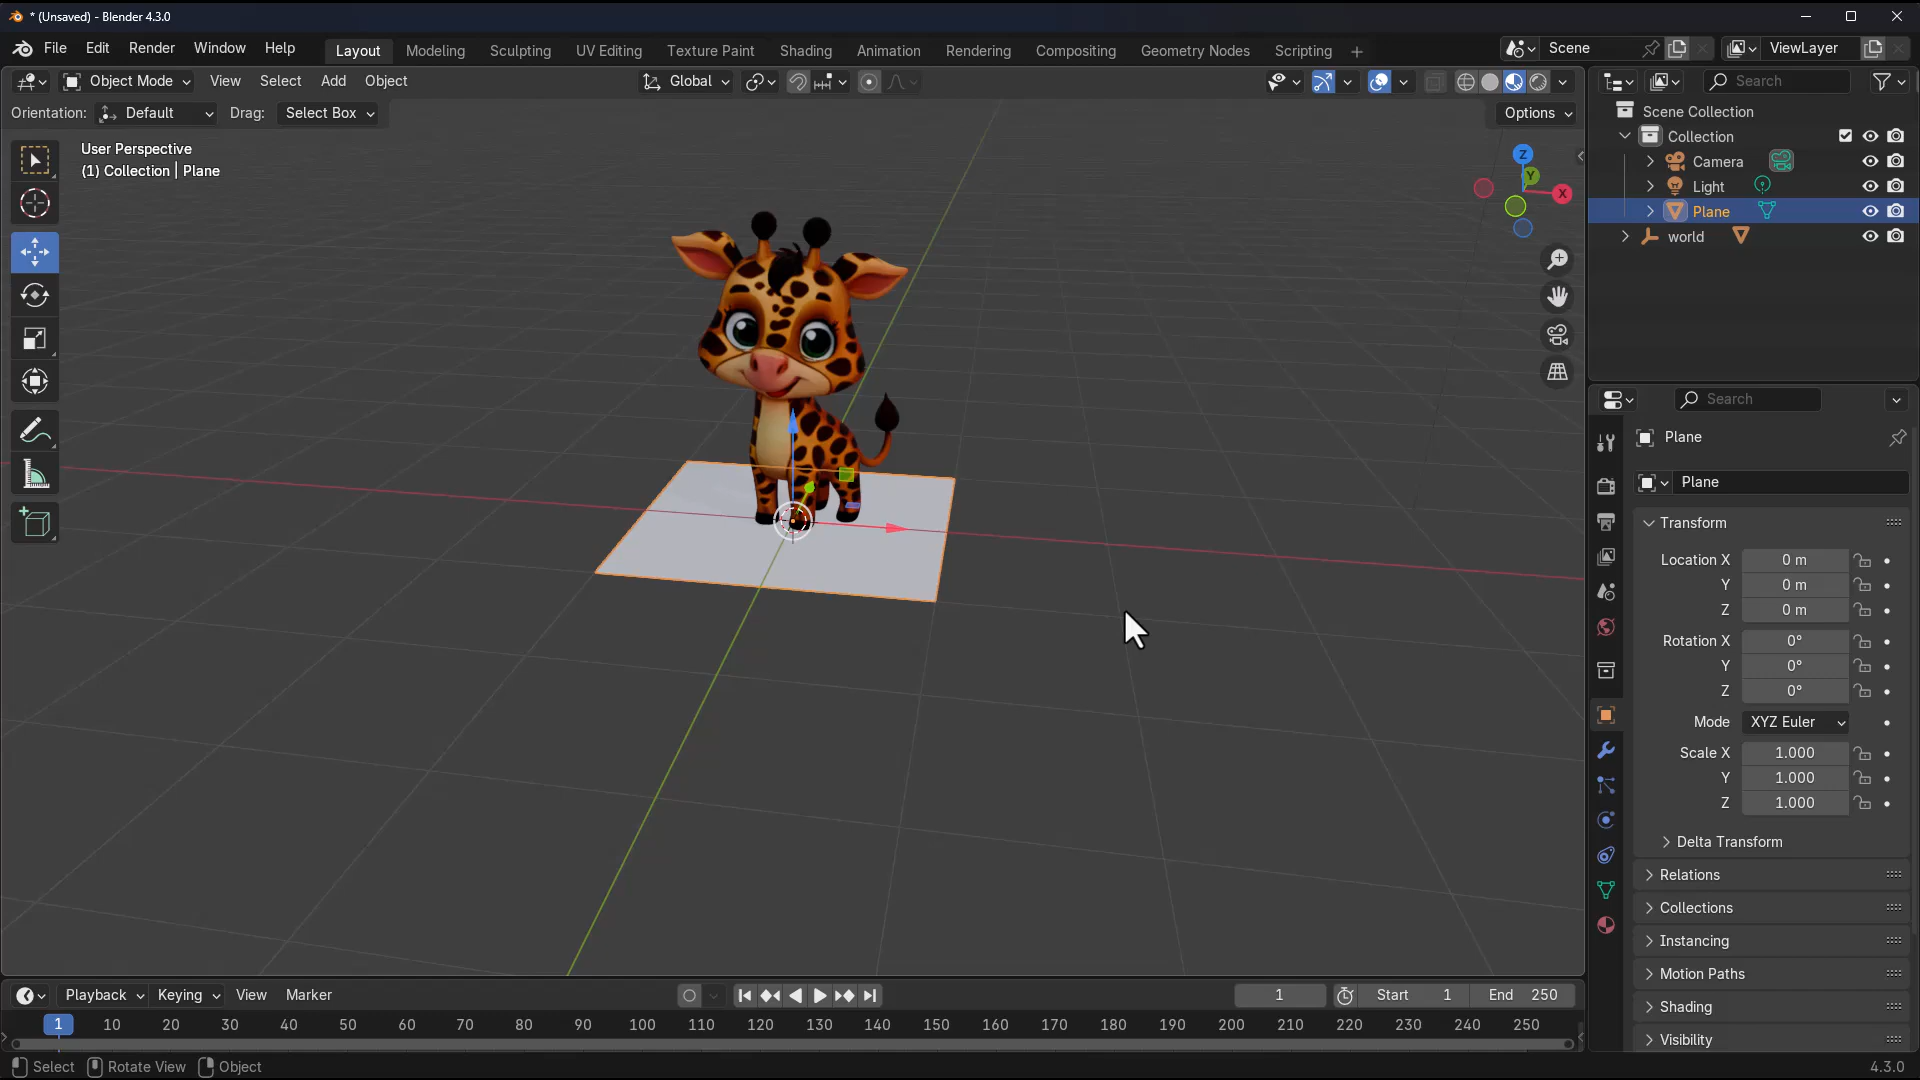 * (Unsaved) - Blender 4.3.0
File Edit Render Window Help Layout Modeling Sculpting UV Editing Texture Paint Shading Animation Rendering Compositing Geometry Nodes Scripting + Scene ViewLayer
Object Mode View Select Add Object Global Search
Orientation: Default Drag: Select Box Options
User Perspective
(1) Collection | Plane
Z
Y
X
Scene Collection
Collection
Camera
Light
Plane
world
Search
Plane
Plane
Transform
Location X 0 m
Y 0 m
Z 0 m
Rotation X 0°
Y 0°
Z 0°
Mode XYZ Euler
Scale X 1.000
Y 1.000
Z 1.000
Delta Transform
Relations
Collections
Instancing
Motion Paths
Shading
Visibility
Playback Keying View Marker 1 Start 1 End 250
1 10 20 30 40 50 60 70 80 90 100 110 120 130 140 150 160 170 180 190 200 210 220 230 240 250
Select Rotate View Object 4.3.0